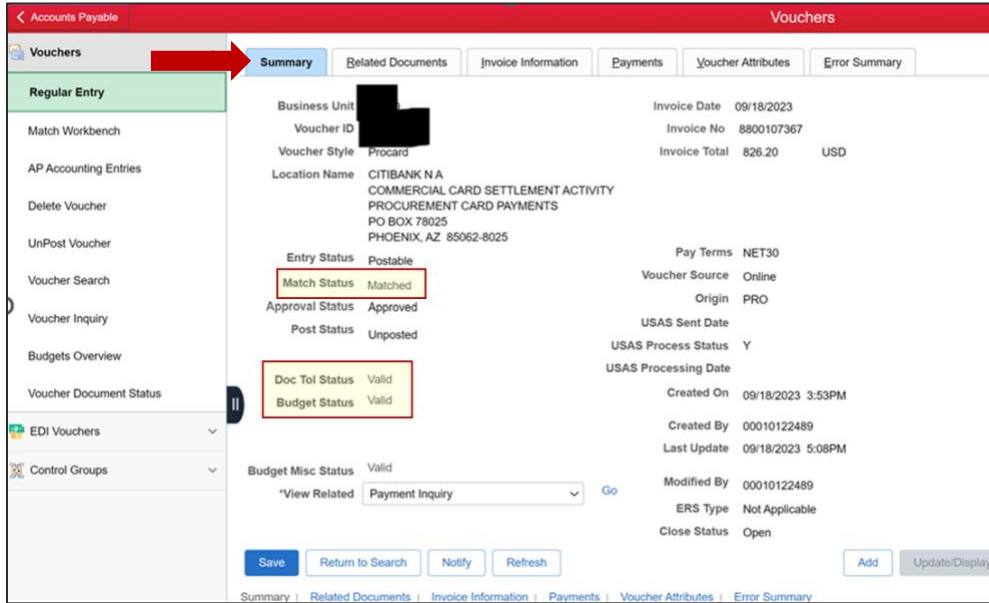 Accounts Payable
Vouchers
Vouchers
Regular Entry
Match Workbench
AP Accounting Entries
Delete Voucher
UnPost Voucher
Voucher Search
Voucher Inquiry
Budgets Overview
Voucher Document Status
EDI Vouchers
Control Groups
Summary Related Documents Invoice Information Payments Voucher Attributes Error Summary
Business Unit
Voucher ID
Voucher Style Procard
Location Name CITIBANK N A
COMMERCIAL CARD SETTLEMENT ACTIVITY
PROCUREMENT CARD PAYMENTS
PO BOX 78025
PHOENIX, AZ 85062-8025
Entry Status Postable
Match Status Matched
Approval Status Approved
Post Status Unposted
Doc Tol Status Valid
Budget Status Valid
Budget Misc Status Valid
*View Related Payment Inquiry Go
Invoice Date 09/18/2023
Invoice No 8800107367
Invoice Total 826.20 USD
Pay Terms NET30
Voucher Source Online
Origin PRO
USAS Sent Date
USAS Process Status Y
USAS Processing Date
Created On 09/18/2023 3:53PM
Created By 00010122489
Last Update 09/18/2023 5:08PM
Modified By 00010122489
ERS Type Not Applicable
Close Status Open
Save Return to Search Notify Refresh Add Update/Display
Summary | Related Documents | Invoice Information | Payments | Voucher Attributes | Error Summary